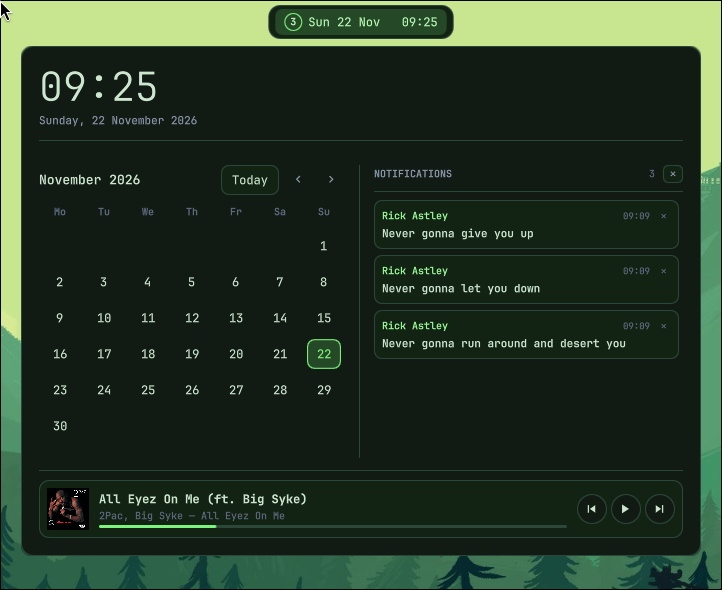 3 Sun 22 Nov 09:25
09:25
Sunday, 22 November 2026
November 2026 Today
Mo Tu We Th Fr Sa Su
1
2 3 4 5 6 7 8
9 10 11 12 13 14 15
16 17 18 19 20 21 22
23 24 25 26 27 28 29
30
NOTIFICATIONS 3 ×
Rick Astley 09:09 ×
Never gonna give you up
Rick Astley 09:09 ×
Never gonna let you down
Rick Astley 09:09 ×
Never gonna run around and desert you
All Eyez On Me (ft. Big Syke)
2Pac, Big Syke — All Eyez On Me